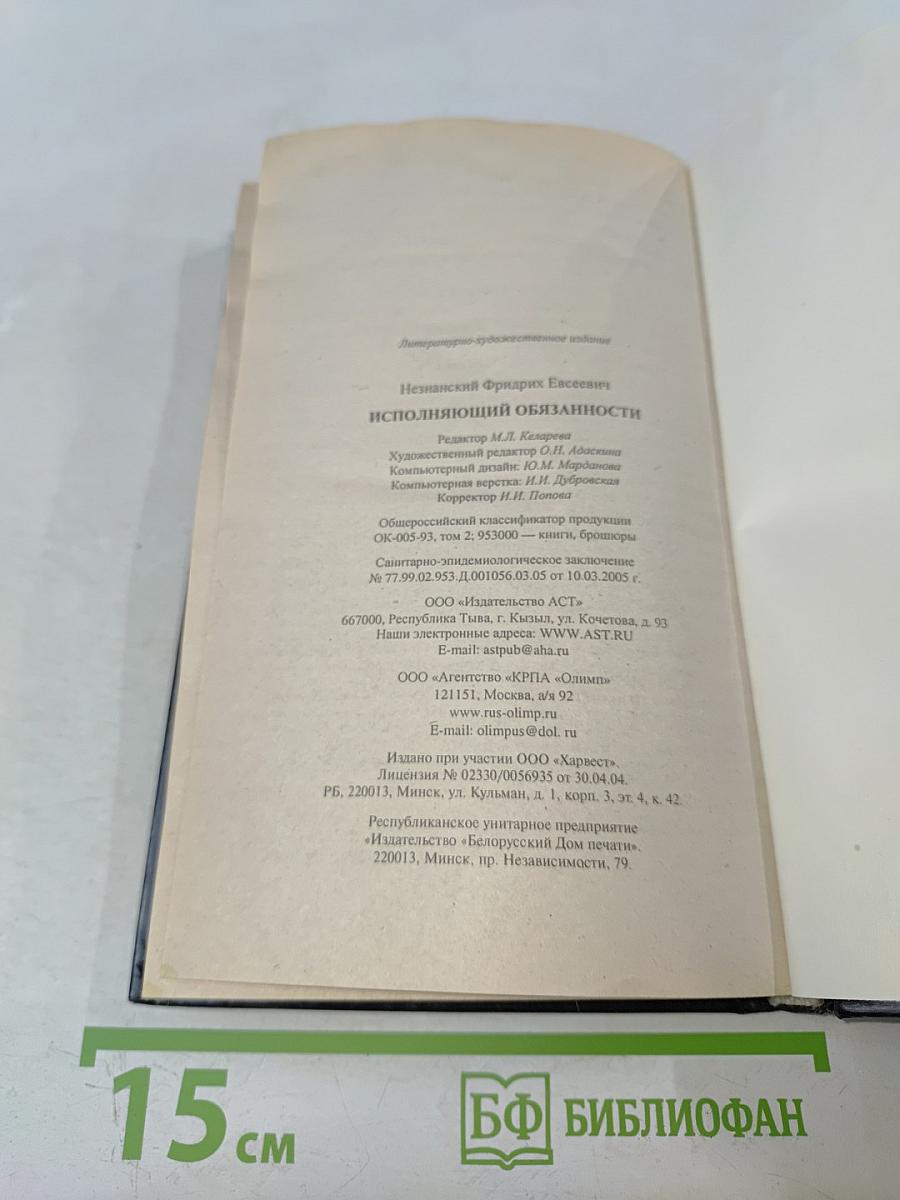 Литературно-художественное издание
Незнанский Фридрих Евсеевич
ИСПОЛНЯЮЩИЙ ОБЯЗАННОСТИ
Редактор М.Л. Келарева
Художественный редактор О.Н. Адаскина
Компьютерный дизайн: Ю.М. Марданова
Компьютерная верстка: И.И. Дубровская
Корректор И.И. Попова
Общероссийский классификатор продукции
ОК-005-93, том 2; 953000 — книги, брошюры
Санитарно-эпидемиологическое заключение
№ 77.99.02.953.Д.001056.03.05 от 10.03.2005 г.
ООО «Издательство АСТ»
667000, Республика Тыва, г. Кызыл, ул. Кочетова, д. 93
Наши электронные адреса: WWW.AST.RU
E-mail: astpub@aha.ru
ООО «Агентство «КРПА «Олимп»
121151, Москва, а/я 92
www.rus-olimp.ru
E-mail: olimpus@dol. ru
Издано при участии ООО «Харвест».
Лицензия № 02330/0056935 от 30.04.04.
РБ, 220013, Минск, ул. Кульман, д. 1, корп. 3, эт. 4, к. 42.
Республиканское унитарное предприятие
«Издательство «Белорусский Дом печати».
220013, Минск, пр. Независимости, 79.
15 см
БФ БИБЛИОФАН